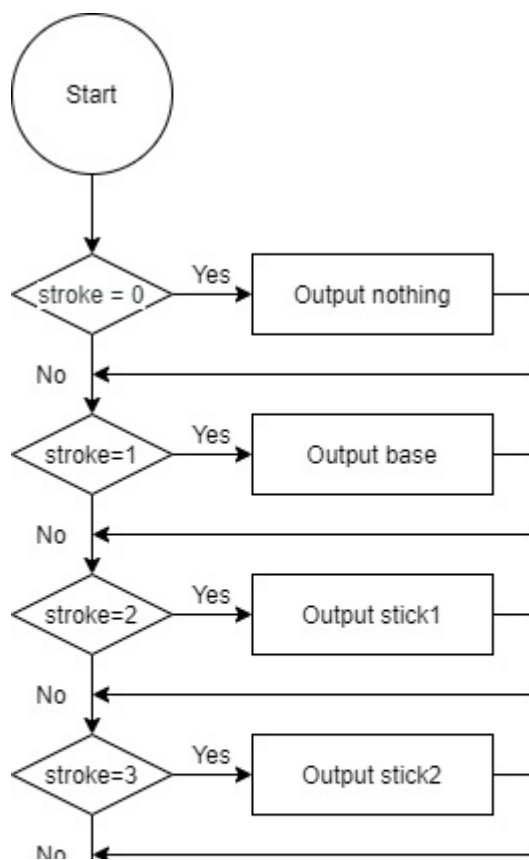 Start
stroke = 0
Yes
Output nothing
No
stroke=1
Yes
Output base
No
stroke=2
Yes
Output stick1
No
stroke=3
Yes
Output stick2
No